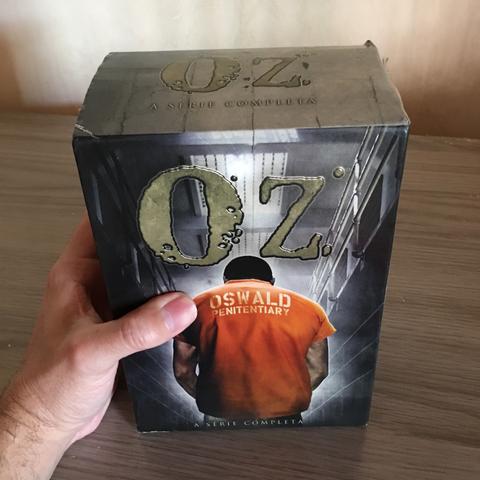 OZ.
A SÉRIE COMPLETA
OZ.
OSWALD
PENITENTIARY
A SÉRIE COMPLETA